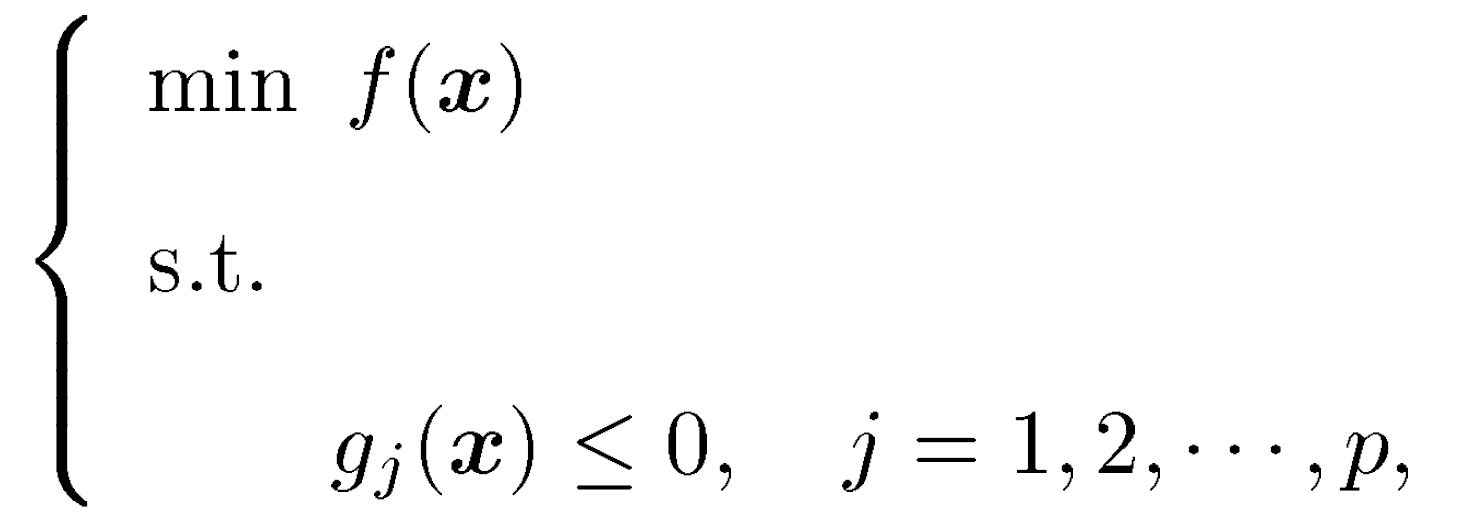 min f(x)
s.t.
g_j(x) ≤ 0, j = 1, 2, ⋯, p,